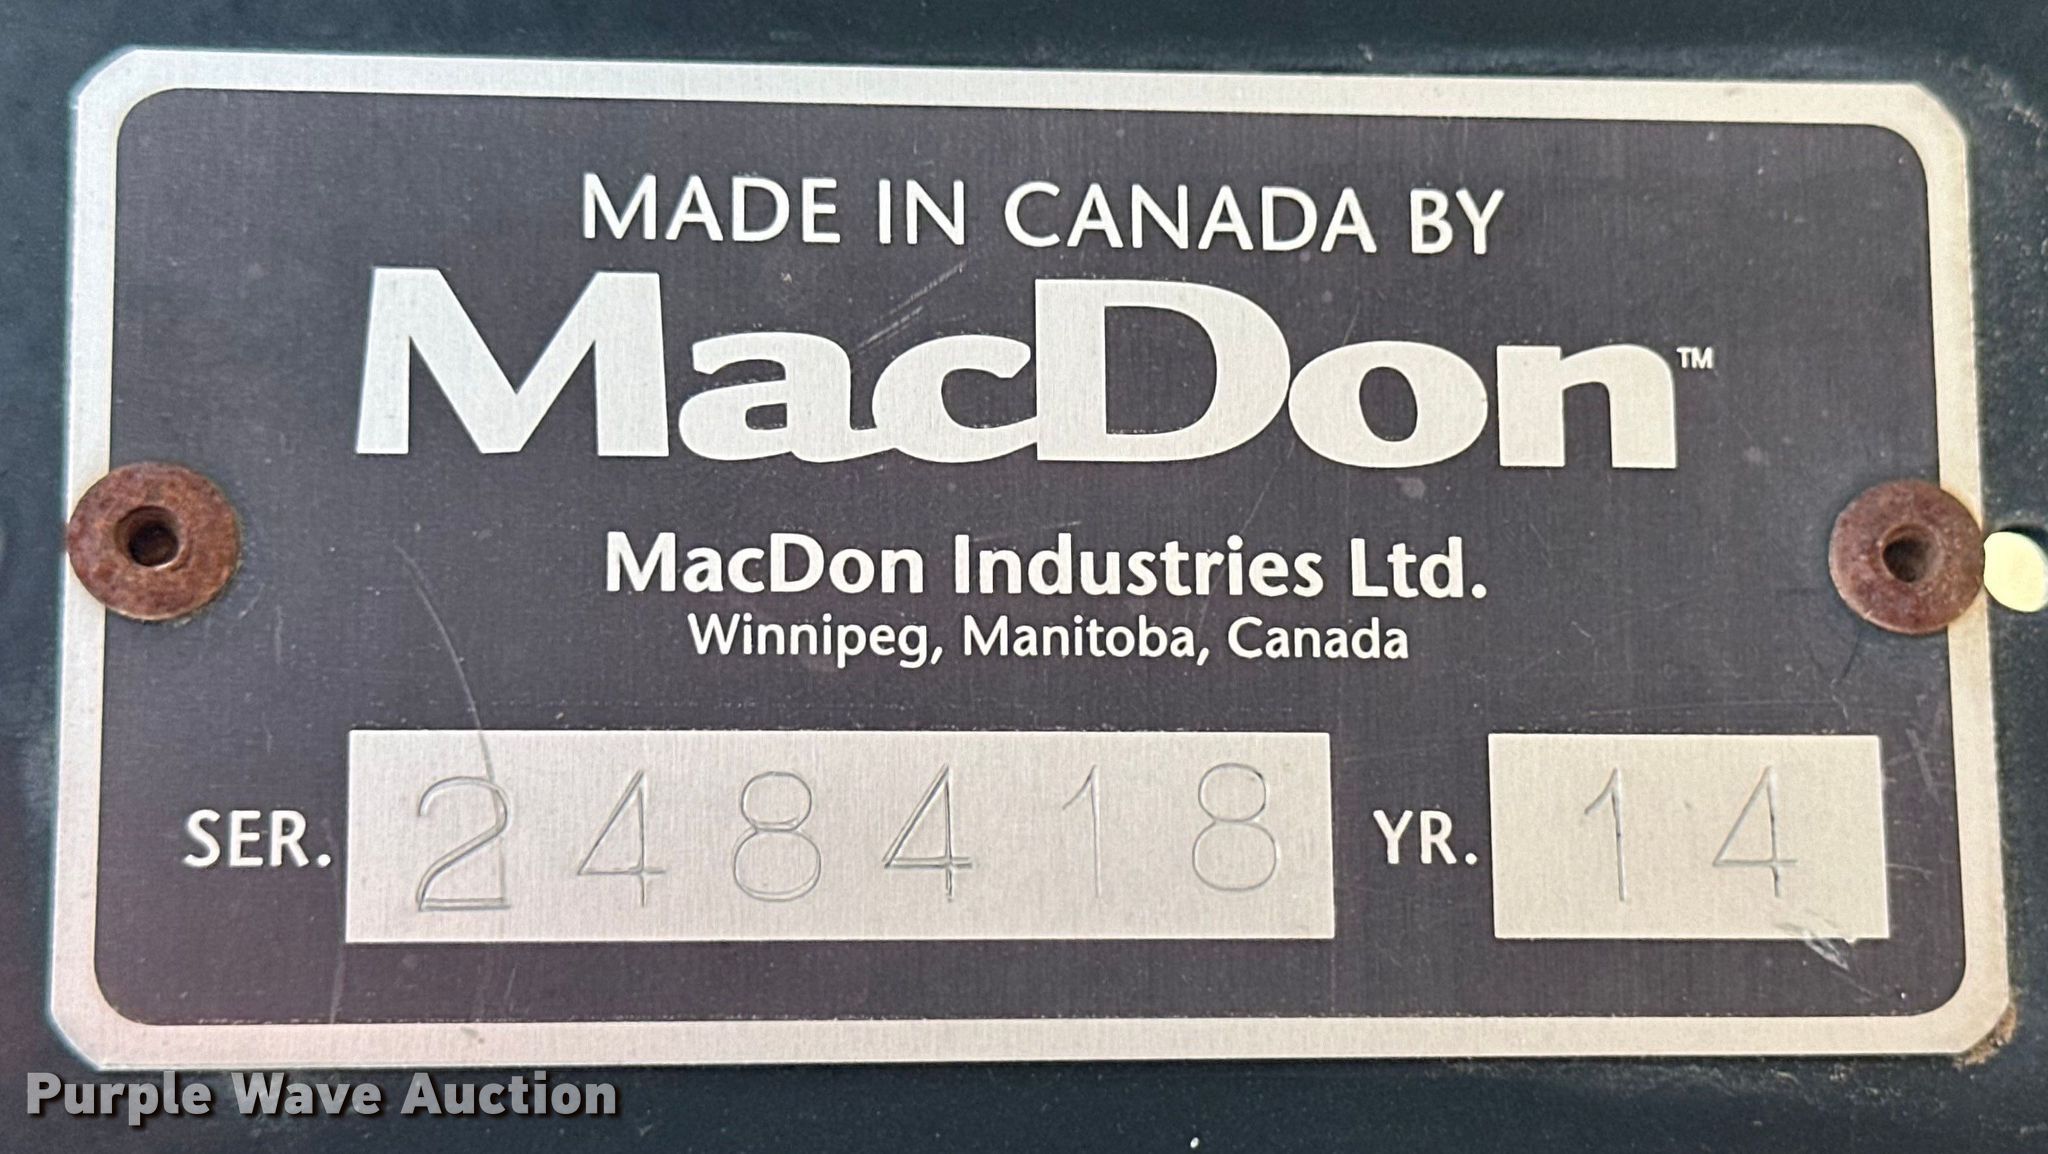 MADE IN CANADA BY
MacDon™
MacDon Industries Ltd.
Winnipeg, Manitoba, Canada
SER. 248418 YR. 14
Purple Wave Auction